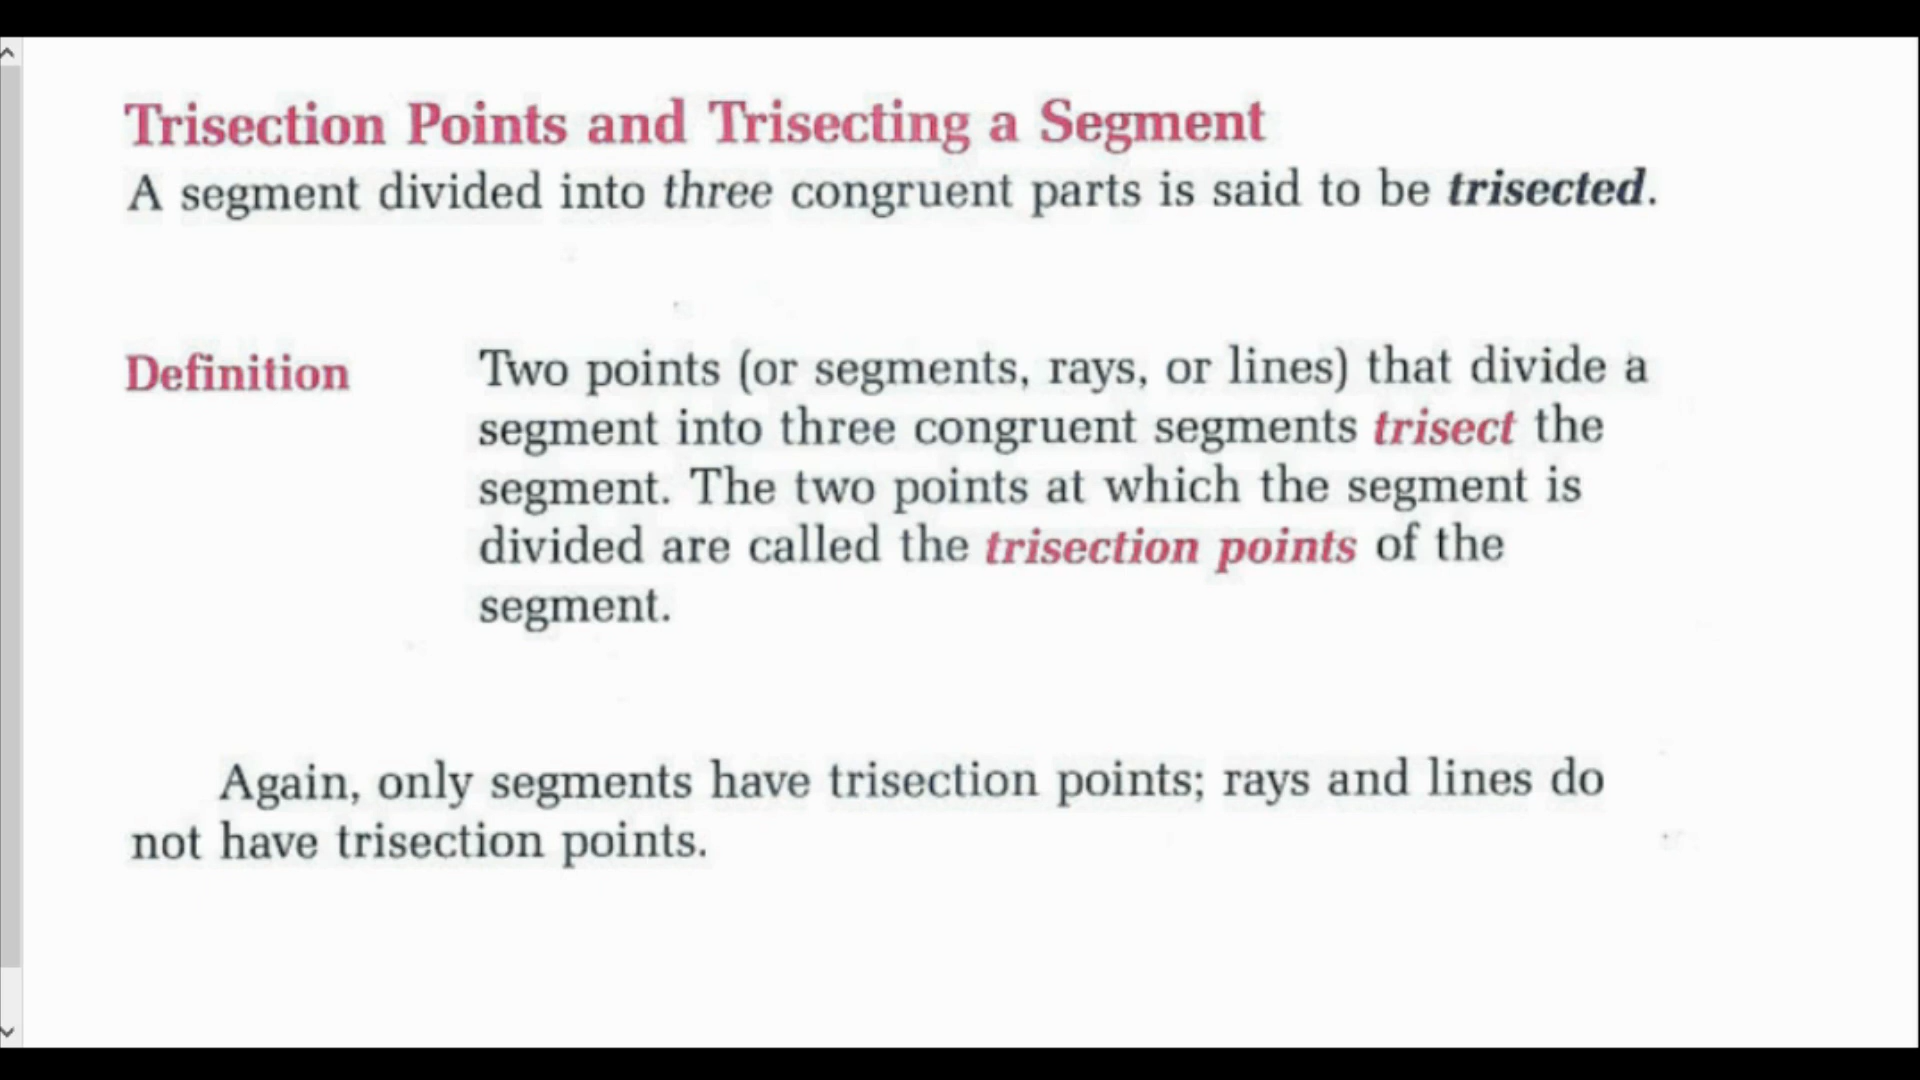 Trisection Points and Trisecting a Segment
A segment divided into three congruent parts is said to be trisected.
Definition
Two points (or segments, rays, or lines) that divide a
segment into three congruent segments trisect the
segment. The two points at which the segment is
divided are called the trisection points of the
segment.
Again, only segments have trisection points; rays and lines do
not have trisection points.